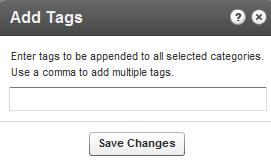 Add Tags ?
Enter tags to be appended to all selected categories.
Use a comma to add multiple tags.
Save Changes